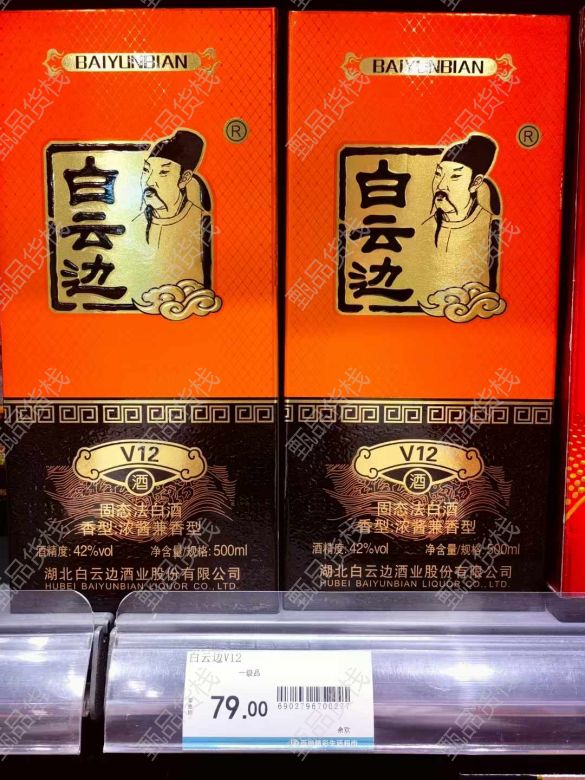 BAIYUNBIAN
®
白云边
V12
酒
固态法白酒
香型:浓酱兼香型
酒精度: 42%vol 净含量/规格: 500ml
湖北白云边酒业股份有限公司
HUBEI BAIYUNBIAN LIQUOR CO.,LTD.
BAIYUNBIAN
®
白云边
V12
酒
固态法白酒
香型:浓酱兼香型
酒精度: 42%vol 净含量/规格: 500ml
湖北白云边酒业股份有限公司
HUBEI BAIYUNBIAN LIQUOR CO.,LTD.
白云边V12
一级品
79.00
甄品货栈